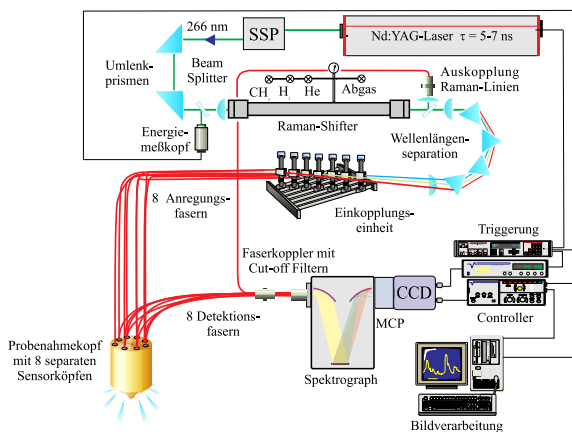 266 nm
SSP
Nd:YAG-Laser τ = 5-7 ns
Umlenk-
prismen
Beam
Splitter
CH
H
He
Abgas
Auskopplung
Raman-Linien
Energie-
meßkopf
Raman-Shifter
Wellenlängen-
separation
8 Anregungs-
fasern
Einkopplungs-
einheit
Triggerung
Faserkoppler mit
Cut-off Filtern
CCD
8 Detektions-
fasern
MCP
Controller
Probenahmekopf
mit 8 separaten
Sensorköpfen
Spektrograph
Bildverarbeitung